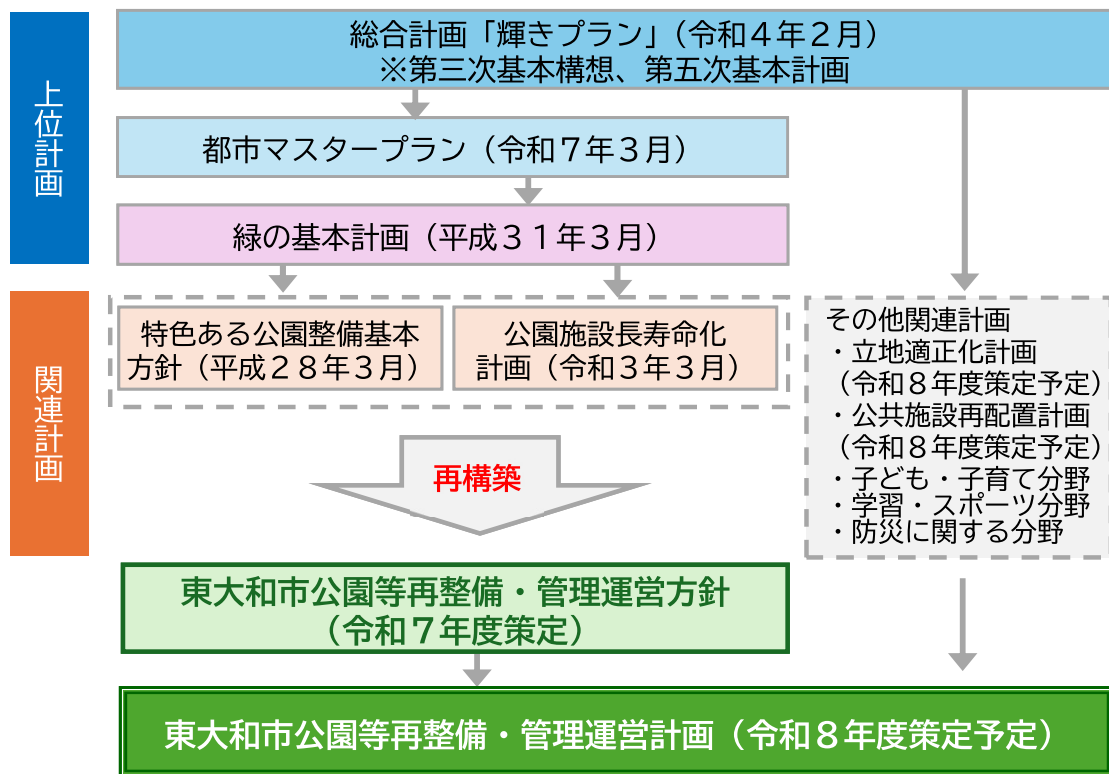 上位計画
総合計画「輝きプラン」（令和４年２月）
※第三次基本構想、第五次基本計画
都市マスタープラン（令和７年３月）
緑の基本計画（平成３１年３月）
関連計画
特色ある公園整備基本
方針（平成２８年３月）
公園施設長寿命化
計画（令和３年３月）
その他関連計画
・立地適正化計画
（令和８年度策定予定）
・公共施設再配置計画
（令和８年度策定予定）
・子ども・子育て分野
・学習・スポーツ分野
・防災に関する分野
再構築
東大和市公園等再整備・管理運営方針
（令和７年度策定）
東大和市公園等再整備・管理運営計画（令和８年度策定予定）